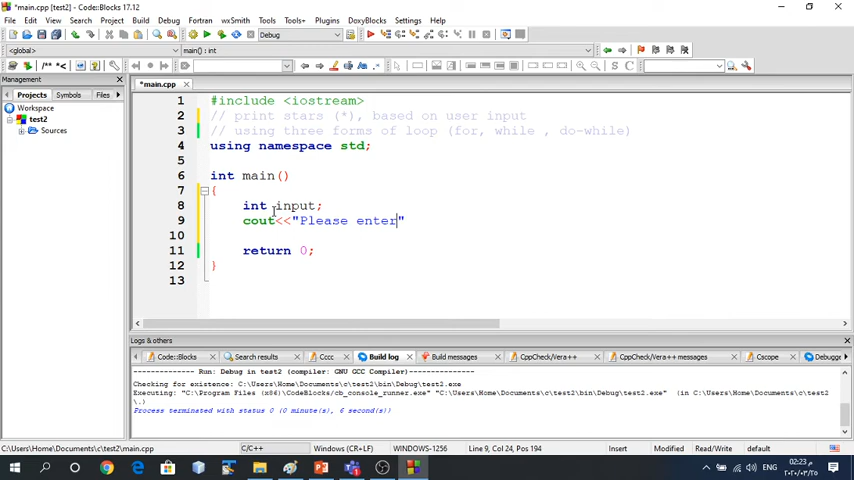 *main.cpp [test2] - Code::Blocks 17.12
File Edit View Search Project Build Debug Fortran wxSmith Tools Tools+ Plugins DoxyBlocks Settings Help
Debug
<global> main() : int
/** *<
S C
Management
Projects Symbols Files
Workspace
test2
Sources
*main.cpp
1 #include <iostream>
2 // print stars (*), based on user input
3 // using three forms of loop (for, while , do-while)
4 using namespace std;
5
6 int main()
7 {
8 int input;
9 cout<<"Please enter"
10
11 return 0;
12 }
13
Logs & others
Code::Blocks Search results Cccc Build log Build messages CppCheck/Vera++ CppCheck/Vera++ messages Cscope Debugge
-------------- Run: Debug in test2 (compiler: GNU GCC Compiler)---------------
Checking for existence: C:\Users\Home\Documents\c\test2\bin\Debug\test2.exe
Executing: "C:\Program Files (x86)\CodeBlocks/cb_console_runner.exe" "C:\Users\Home\Documents\c\test2\bin\Debug\test2.exe" (in C:\Users\Home\Documents\c\test2
\.)
Process terminated with status 0 (0 minute(s), 6 second(s))
C:\Users\Home\Documents\c\test2\main.cpp C/C++ Windows (CR+LF) WINDOWS-1256 Line 9, Col 24, Pos 194 Insert Modified Read/Write default
ENG
02:23 م